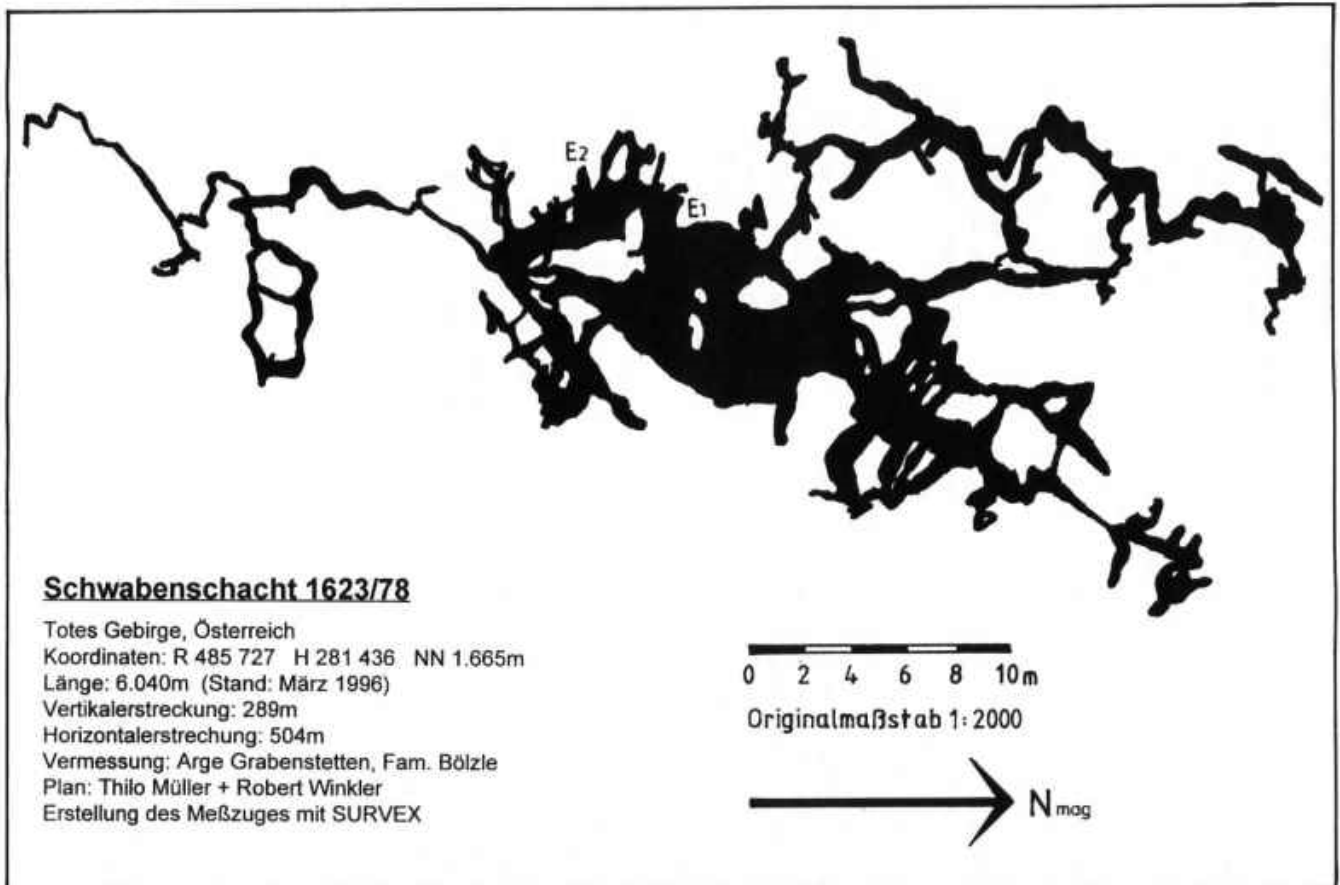 E2
E1
Schwabenschacht 1623/78
Totes Gebirge, Österreich
Koordinaten: R 485 727 H 281 436 NN 1.665m
Länge: 6.040m (Stand: März 1996)
Vertikalerstreckung: 289m
Horizontalerstrechung: 504m
Vermessung: Arge Grabenstetten, Fam. Bölzle
Plan: Thilo Müller + Robert Winkler
Erstellung des Meßzuges mit SURVEX
0 2 4 6 8 10m
Originalmaßstab 1:2000
Nmag